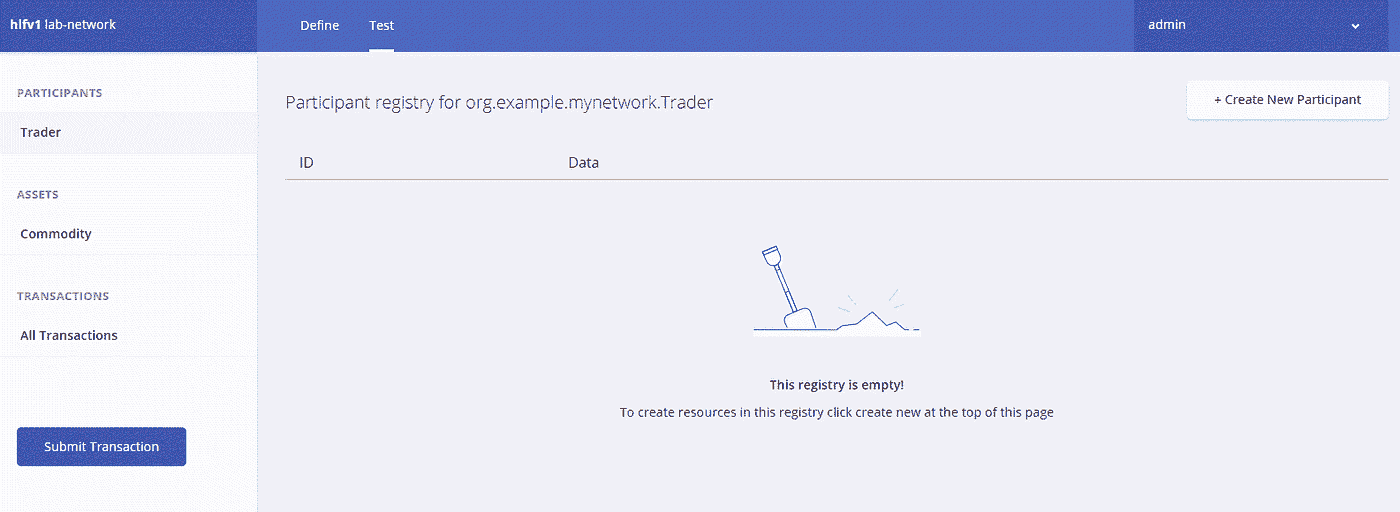 hlfv1 lab-network
Define
Test
admin
PARTICIPANTS
Trader
ASSETS
Commodity
TRANSACTIONS
All Transactions
Submit Transaction
Participant registry for org.example.mynetwork.Trader
+ Create New Participant
ID
Data
This registry is empty!
To create resources in this registry click create new at the top of this page